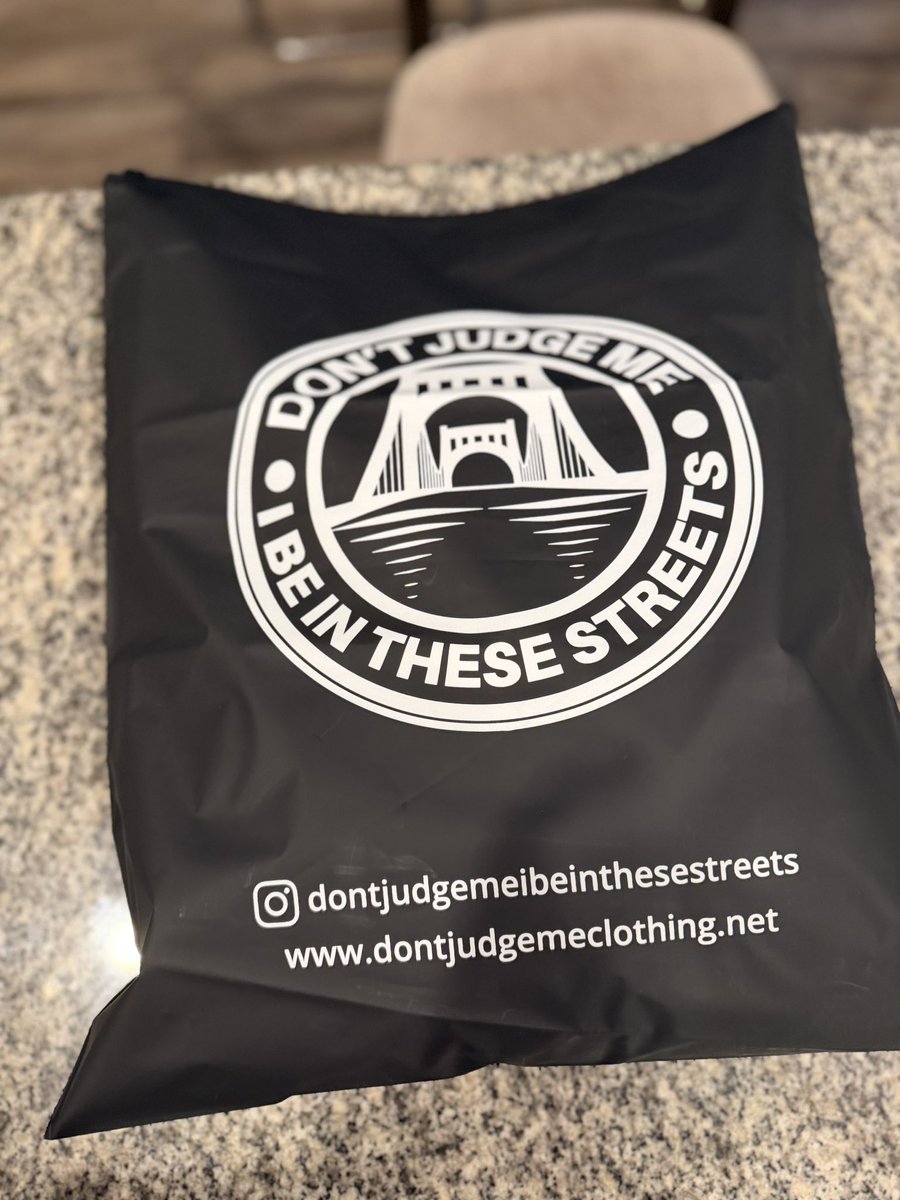 DON'T JUDGE ME
• I BE IN THESE STREETS •
dontjudgemeibeinthesestreets
www.dontjudgemeclothing.net